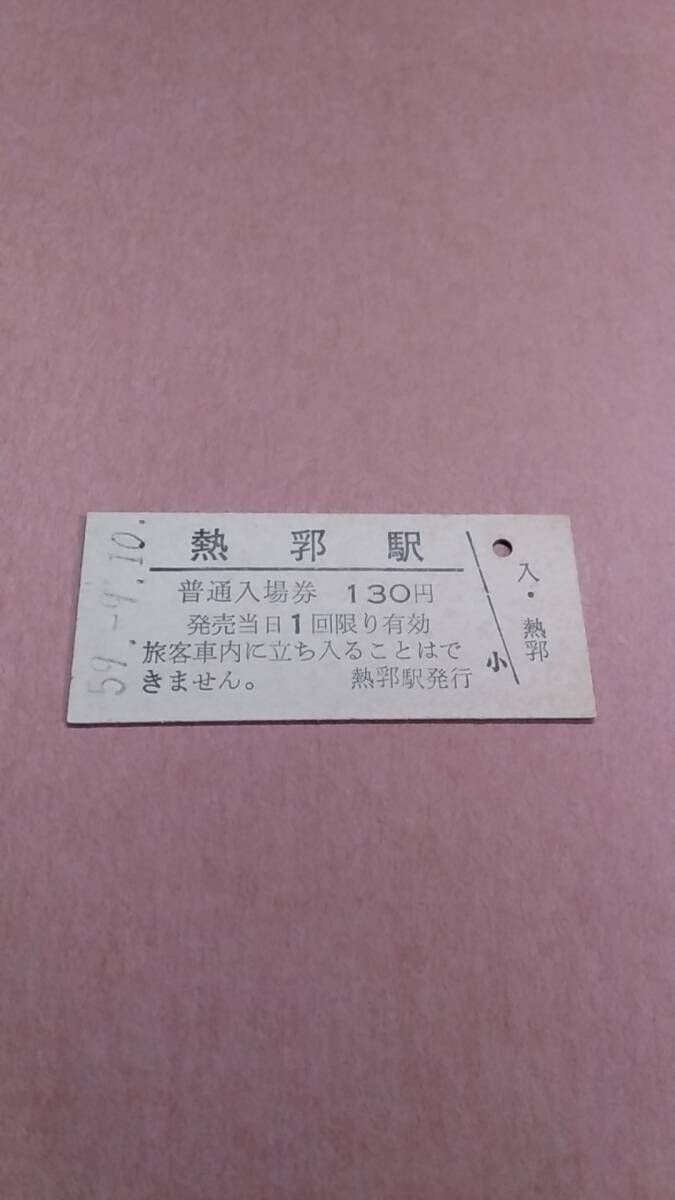 熱郛駅
普通入場券 130円
発売当日1回限り有効
旅客車内に立ち入ることはで
きません。 熱郛駅発行
59.-9.10.
小
入・熱郛